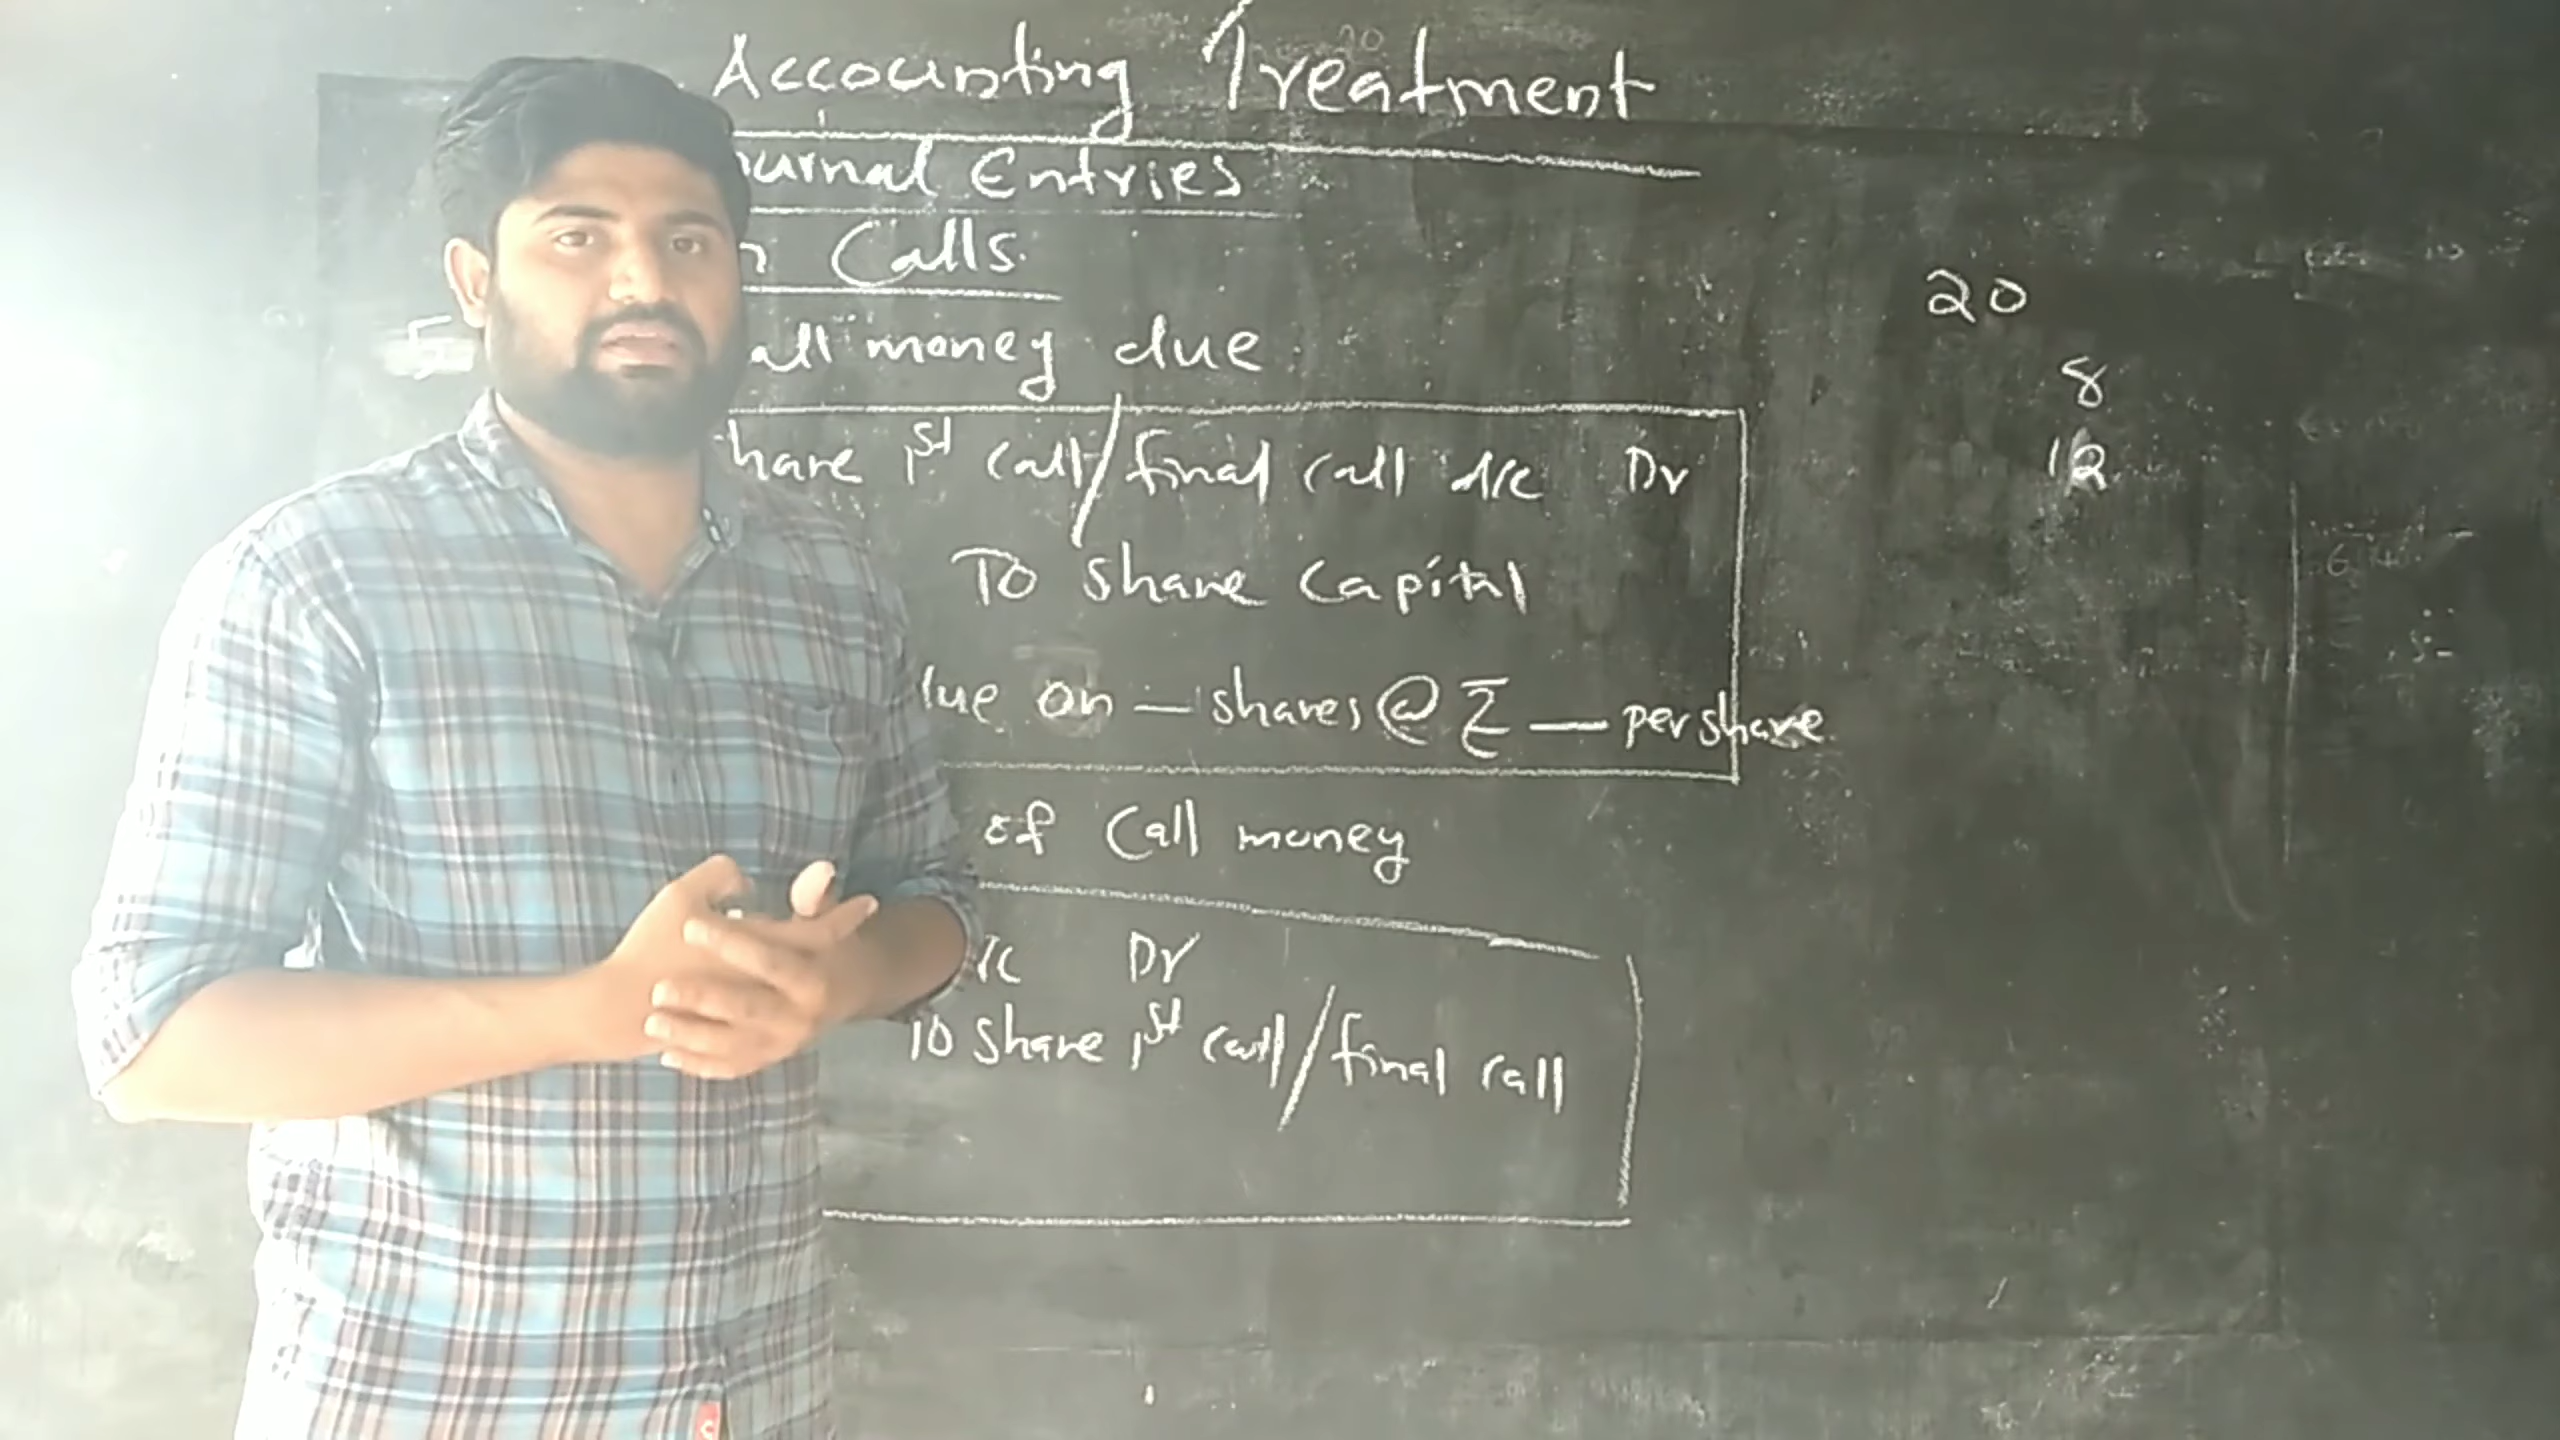 Accounting Treatment
urnal Entries
n Calls.
20
5
all money due
8
hare 1st call/final call A/c Dr
12
To share Capital
lue on — shares @ ₹ — per share
of Call money
/c Dr
To share 1st call/final call